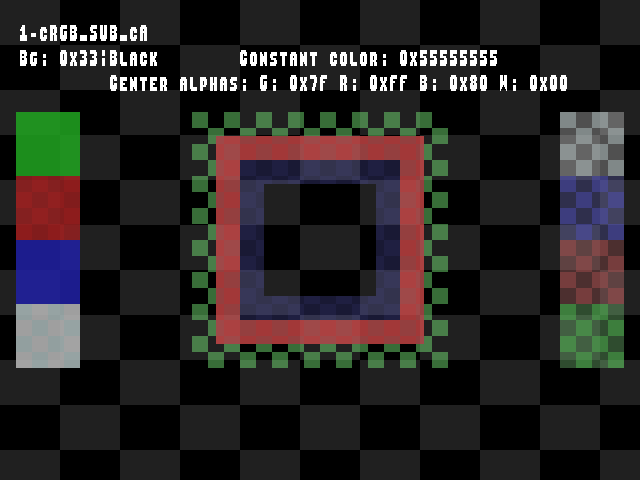 1-cRGB_SUB_cA
Bg: 0x33;Black Constant color: 0x55555555
Center alphas: G: 0x7f R: 0xff B: 0x80 W: 0x00